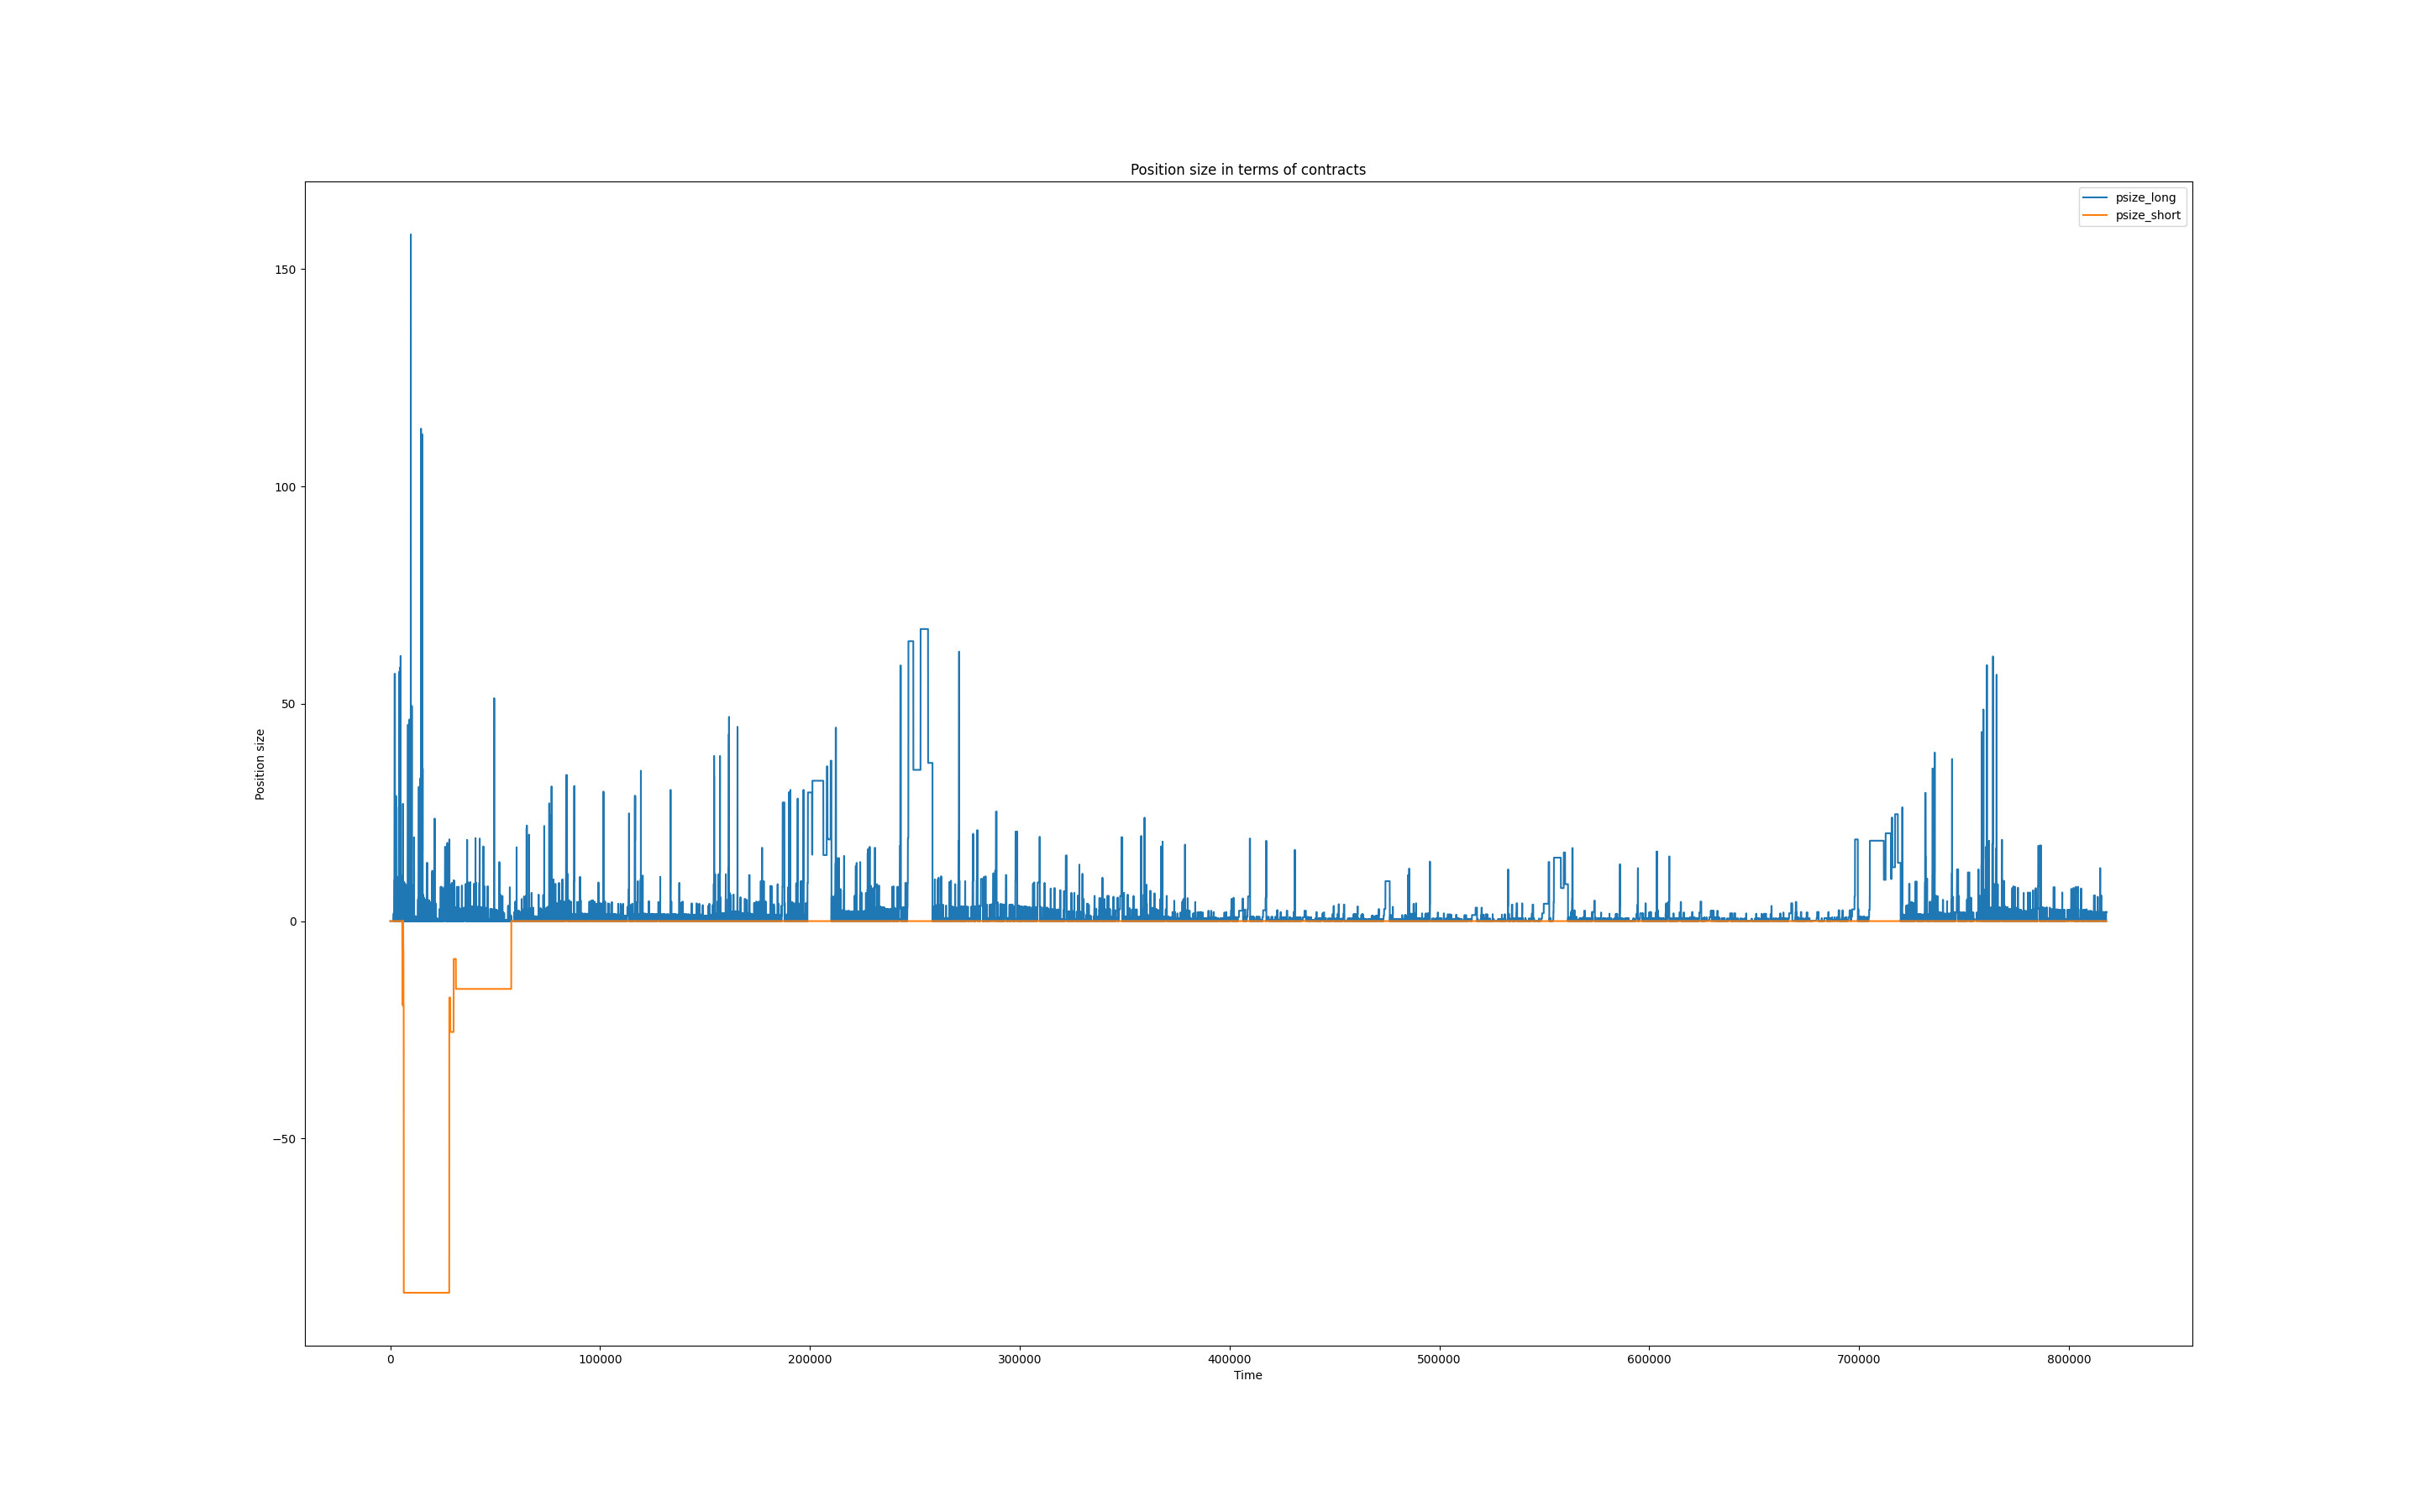 Position size in terms of contracts
psize_long
psize_short
Position size
150
100
50
0
−50
0
100000
200000
300000
400000
500000
600000
700000
800000
Time